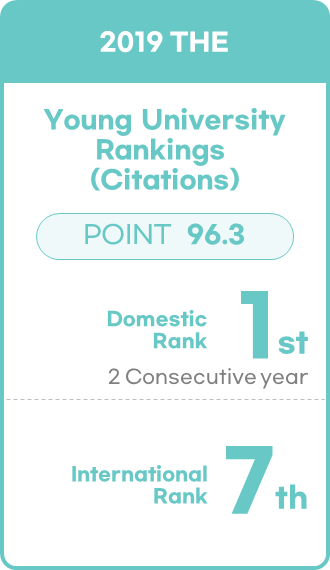 2019 THE
Young University
Rankings
(Citations)
POINT 96.3
Domestic
Rank
1st
2 Consecutive year
International
Rank
7th